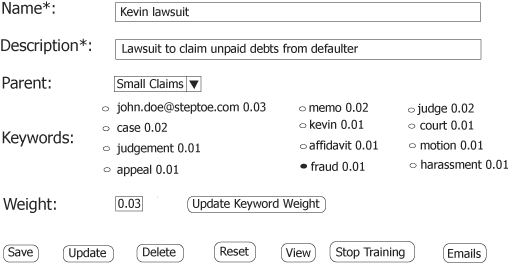 Name*: Kevin lawsuit
Description*: Lawsuit to claim unpaid debts from defaulter
Parent: Small Claims
john.doe@steptoe.com 0.03 memo 0.02 judge 0.02
case 0.02 kevin 0.01 court 0.01
Keywords:
judgement 0.01 affidavit 0.01 motion 0.01
appeal 0.01 fraud 0.01 harassment 0.01
Weight: 0.03 Update Keyword Weight
Save Update Delete Reset View Stop Training Emails